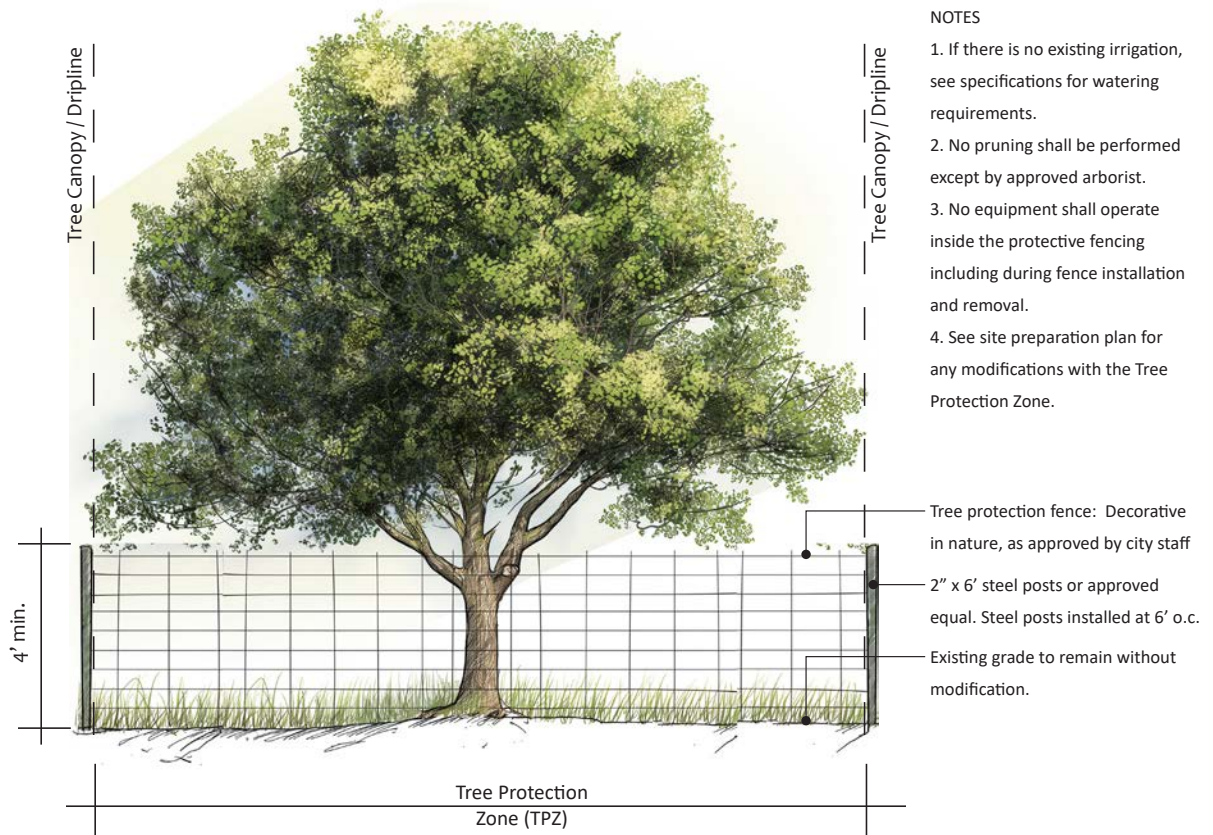 Tree Canopy / Dripline
Tree Canopy / Dripline
NOTES
1. If there is no existing irrigation,
see specifications for watering
requirements.
2. No pruning shall be performed
except by approved arborist.
3. No equipment shall operate
inside the protective fencing
including during fence installation
and removal.
4. See site preparation plan for
any modifications with the Tree
Protection Zone.
Tree protection fence:  Decorative
in nature, as approved by city staff
2” x 6’ steel posts or approved
equal. Steel posts installed at 6’ o.c.
Existing grade to remain without
modification.
4’ min.
Tree Protection
Zone (TPZ)